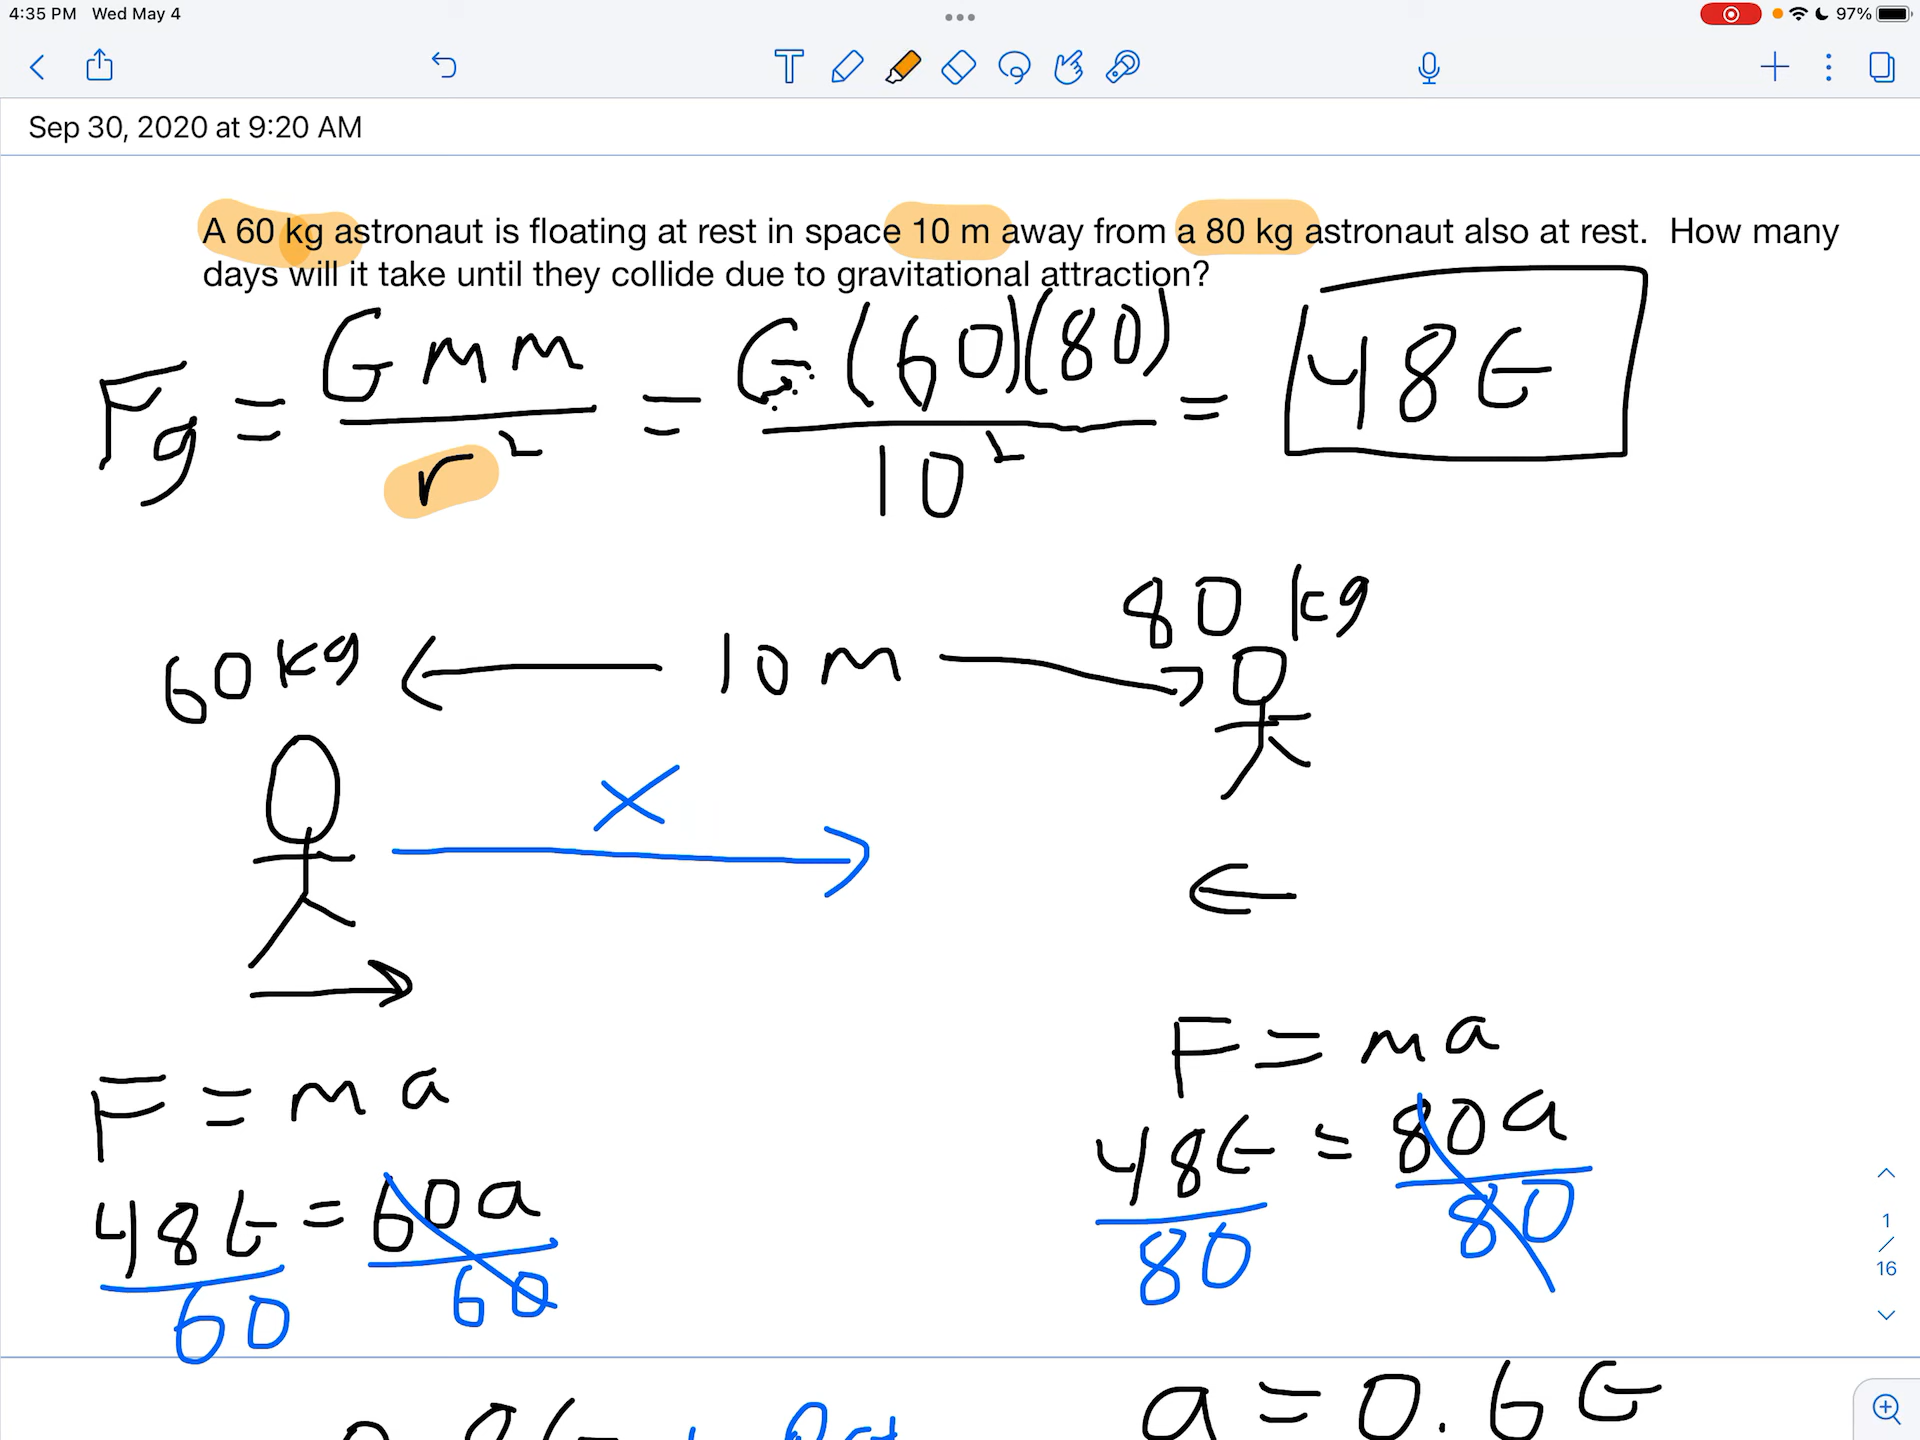 4:35 PM Wed May 4
97%
Sep 30, 2020 at 9:20 AM
A 60 kg astronaut is floating at rest in space 10 m away from a 80 kg astronaut also at rest. How many
days will it take until they collide due to gravitational attraction?
Fg = GMm / r² = G(60)(80) / 10² = 48G
60kg ← 10 m → 80 kg
x
F = ma
48G = 60a
60 60
F = ma
48G = 80a
80 80
1
/
16
a = 0.6G